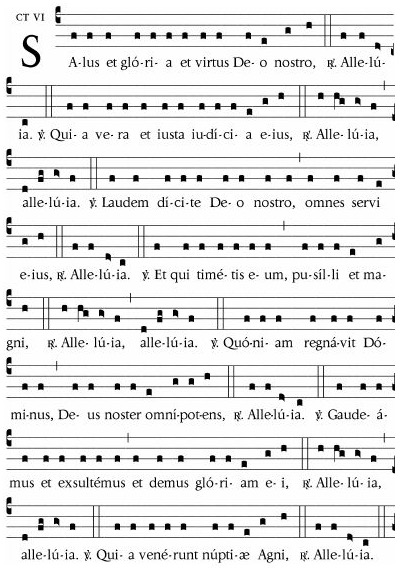 CT VI
SA-lus et gló-ri-a et virtus De-o nostro, ℟. Alle-lú-
ia. ℣. Qui-a ve-ra et iusta iu-dí-ci-a e-ius, ℟. Alle-lú-ia,
alle-lú-ia. ℣. Laudem dí-ci-te De-o nostro, omnes servi
e-ius, ℟. Alle-lú-ia. ℣. Et qui timé-tis e-um, pu-síl-li et ma-
gni, ℟. Alle-lú-ia, alle-lú-ia. ℣. Quó-ni-am regná-vit Dó-
mi-nus, De-us noster omní-pot-ens, ℟. Alle-lú-ia. ℣. Gaude-á-
mus et exsultémus et demus gló-ri-am e-i, ℟. Alle-lú-ia,
alle-lú-ia. ℣. Qui-a vené-runt núpti-æ Agni, ℟. Alle-lú-ia.